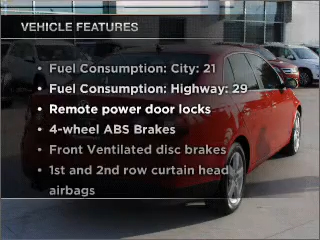 VEHICLE FEATURES
• Fuel Consumption: City: 21
• Fuel Consumption: Highway: 29
• Remote power door locks
• 4-wheel ABS Brakes
• Front Ventilated disc brakes
• 1st and 2nd row curtain head
airbags